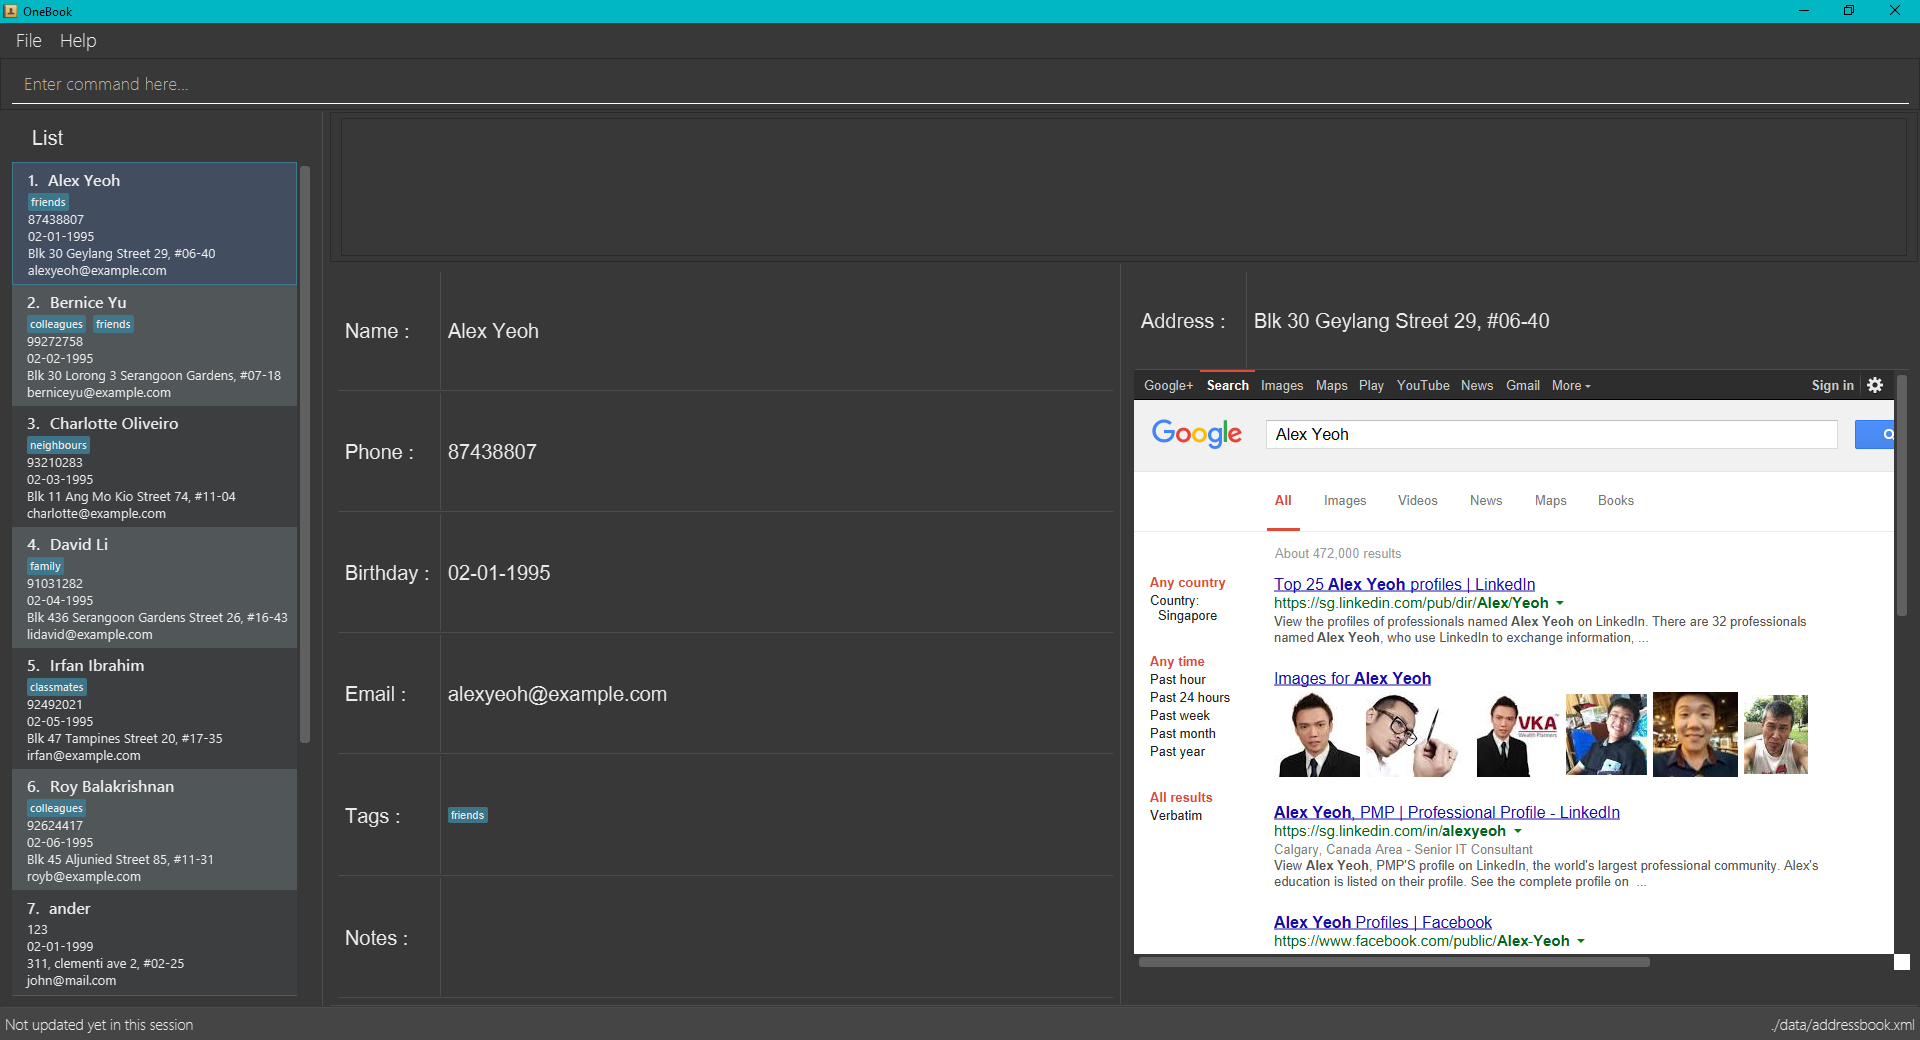 OneBook
File Help
Enter command here...
List
1. Alex Yeoh
friends
87438807
02-01-1995
Blk 30 Geylang Street 29, #06-40
alexyeoh@example.com
2. Bernice Yu
colleagues friends
99272758
02-02-1995
Blk 30 Lorong 3 Serangoon Gardens, #07-18
berniceyu@example.com
3. Charlotte Oliveiro
neighbours
93210283
02-03-1995
Blk 11 Ang Mo Kio Street 74, #11-04
charlotte@example.com
4. David Li
family
91031282
02-04-1995
Blk 436 Serangoon Gardens Street 26, #16-43
lidavid@example.com
5. Irfan Ibrahim
classmates
92492021
02-05-1995
Blk 47 Tampines Street 20, #17-35
irfan@example.com
6. Roy Balakrishnan
colleagues
92624417
02-06-1995
Blk 45 Aljunied Street 85, #11-31
royb@example.com
7. ander
123
02-01-1999
311, clementi ave 2, #02-25
john@mail.com
Name : Alex Yeoh
Phone : 87438807
Birthday : 02-01-1995
Email : alexyeoh@example.com
Tags : friends
Notes :
Address : Blk 30 Geylang Street 29, #06-40
Google+ Search Images Maps Play YouTube News Gmail More Sign in
Google Alex Yeoh
All Images Videos News Maps Books
About 472,000 results
Any country
Country:
Singapore
Any time
Past hour
Past 24 hours
Past week
Past month
Past year
All results
Verbatim
Top 25 Alex Yeoh profiles | LinkedIn
https://sg.linkedin.com/pub/dir/Alex/Yeoh
View the profiles of professionals named Alex Yeoh on LinkedIn. There are 32 professionals
named Alex Yeoh, who use LinkedIn to exchange information, ...
Images for Alex Yeoh
VKA
Wealth Planners
Alex Yeoh, PMP | Professional Profile - LinkedIn
https://sg.linkedin.com/in/alexyeoh
Calgary, Canada Area - Senior IT Consultant
View Alex Yeoh, PMP'S profile on LinkedIn, the world's largest professional community. Alex's
education is listed on their profile. See the complete profile on ...
Alex Yeoh Profiles | Facebook
https://www.facebook.com/public/Alex-Yeoh
Not updated yet in this session
./data/addressbook.xml